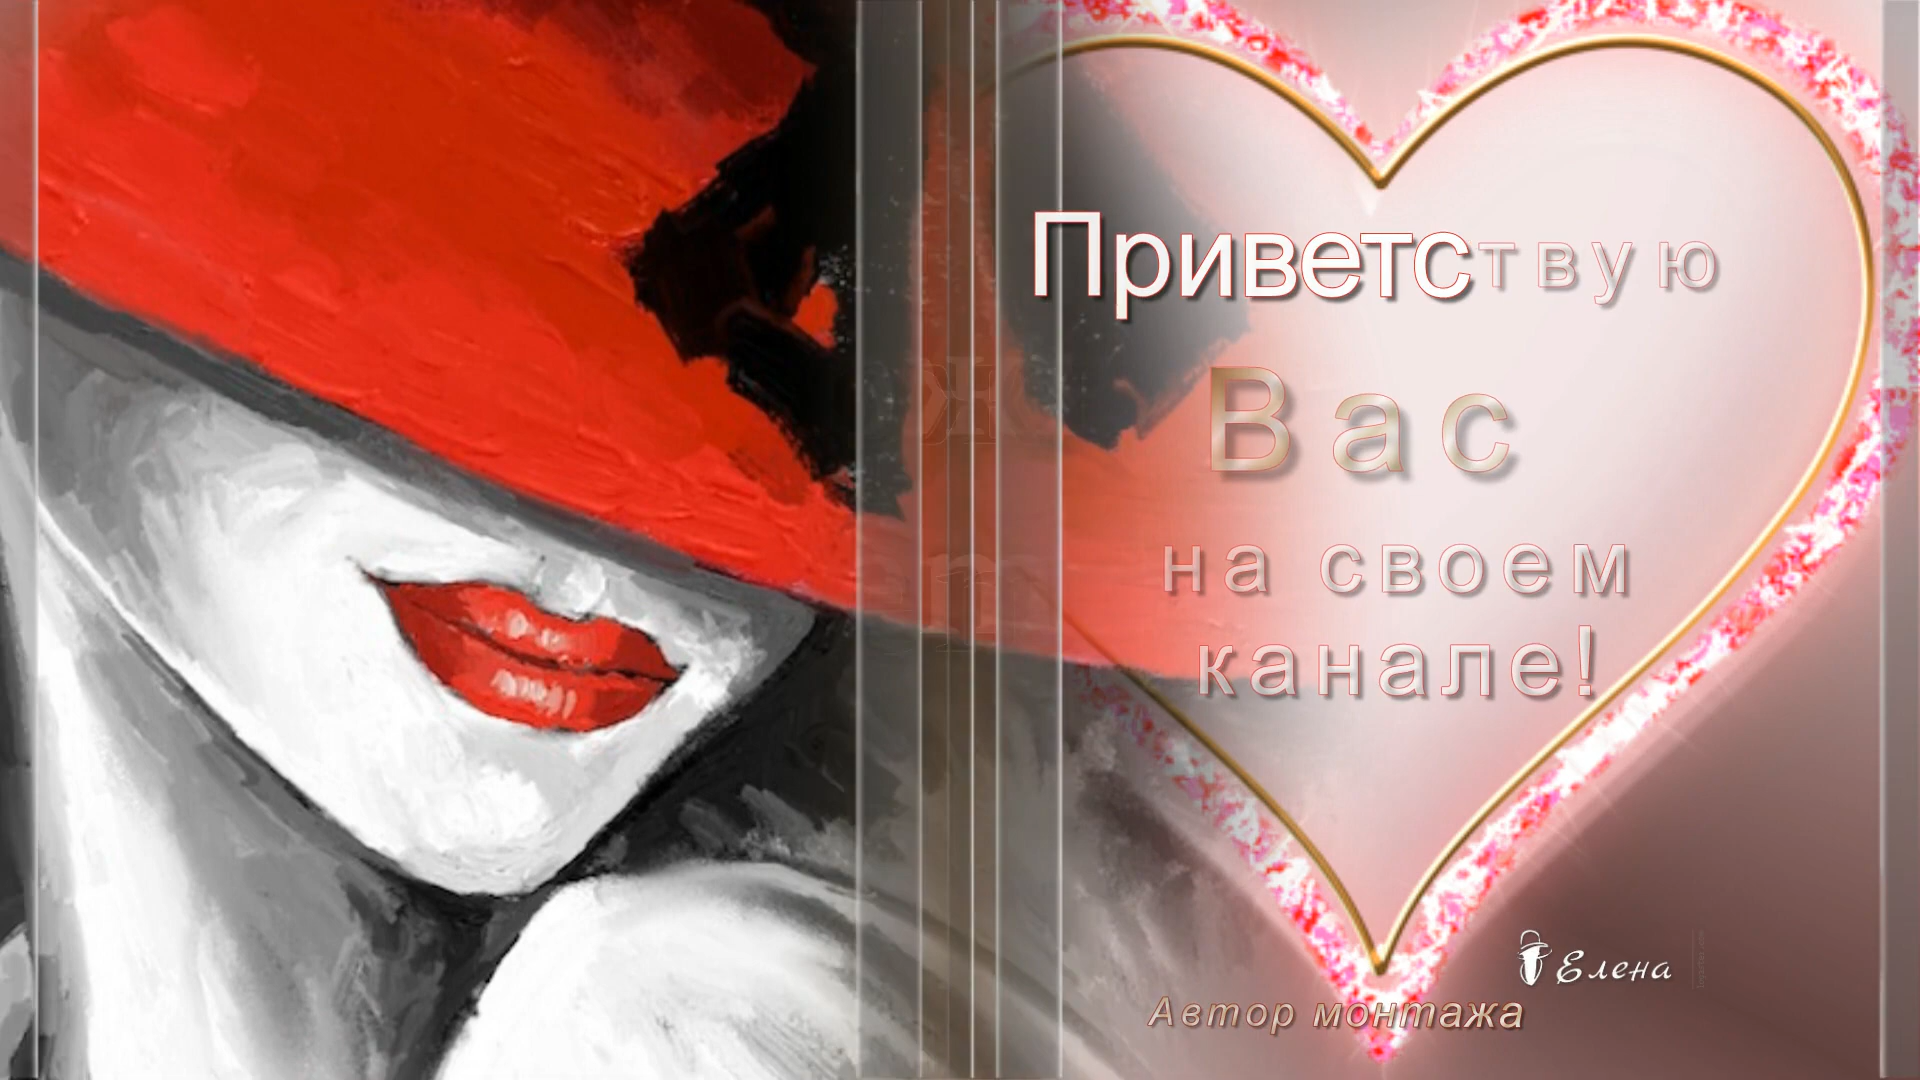 Приветствую
Вас
на своем
канале!
Елена
Автор монтажа